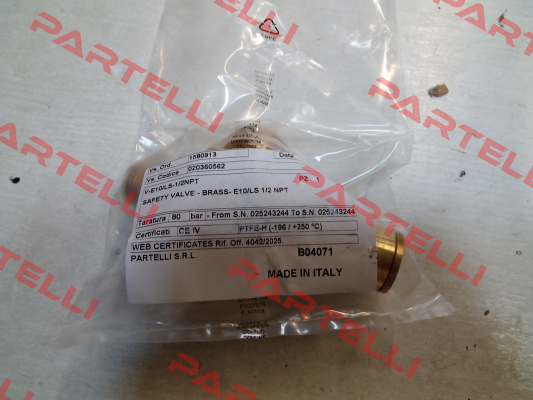 PARTELLI
Vs. Ord. 1580913 Data
Vs. Codice 020360562
V-E10/LS-1/2NPT PZ 1
SAFETY VALVE - BRASS- E10/LS 1/2 NPT
Taratura 80 bar - From S.N. 025243244 To S.N. 025243244
Certificati CE IV PTFE-H (-196 / +250 °C)
WEB CERTIFICATES Rif. Off. 4042/2025.
PARTELLI S.R.L. B04071
MADE IN ITALY
PARTELLI
PARTELLI
PARTELLI